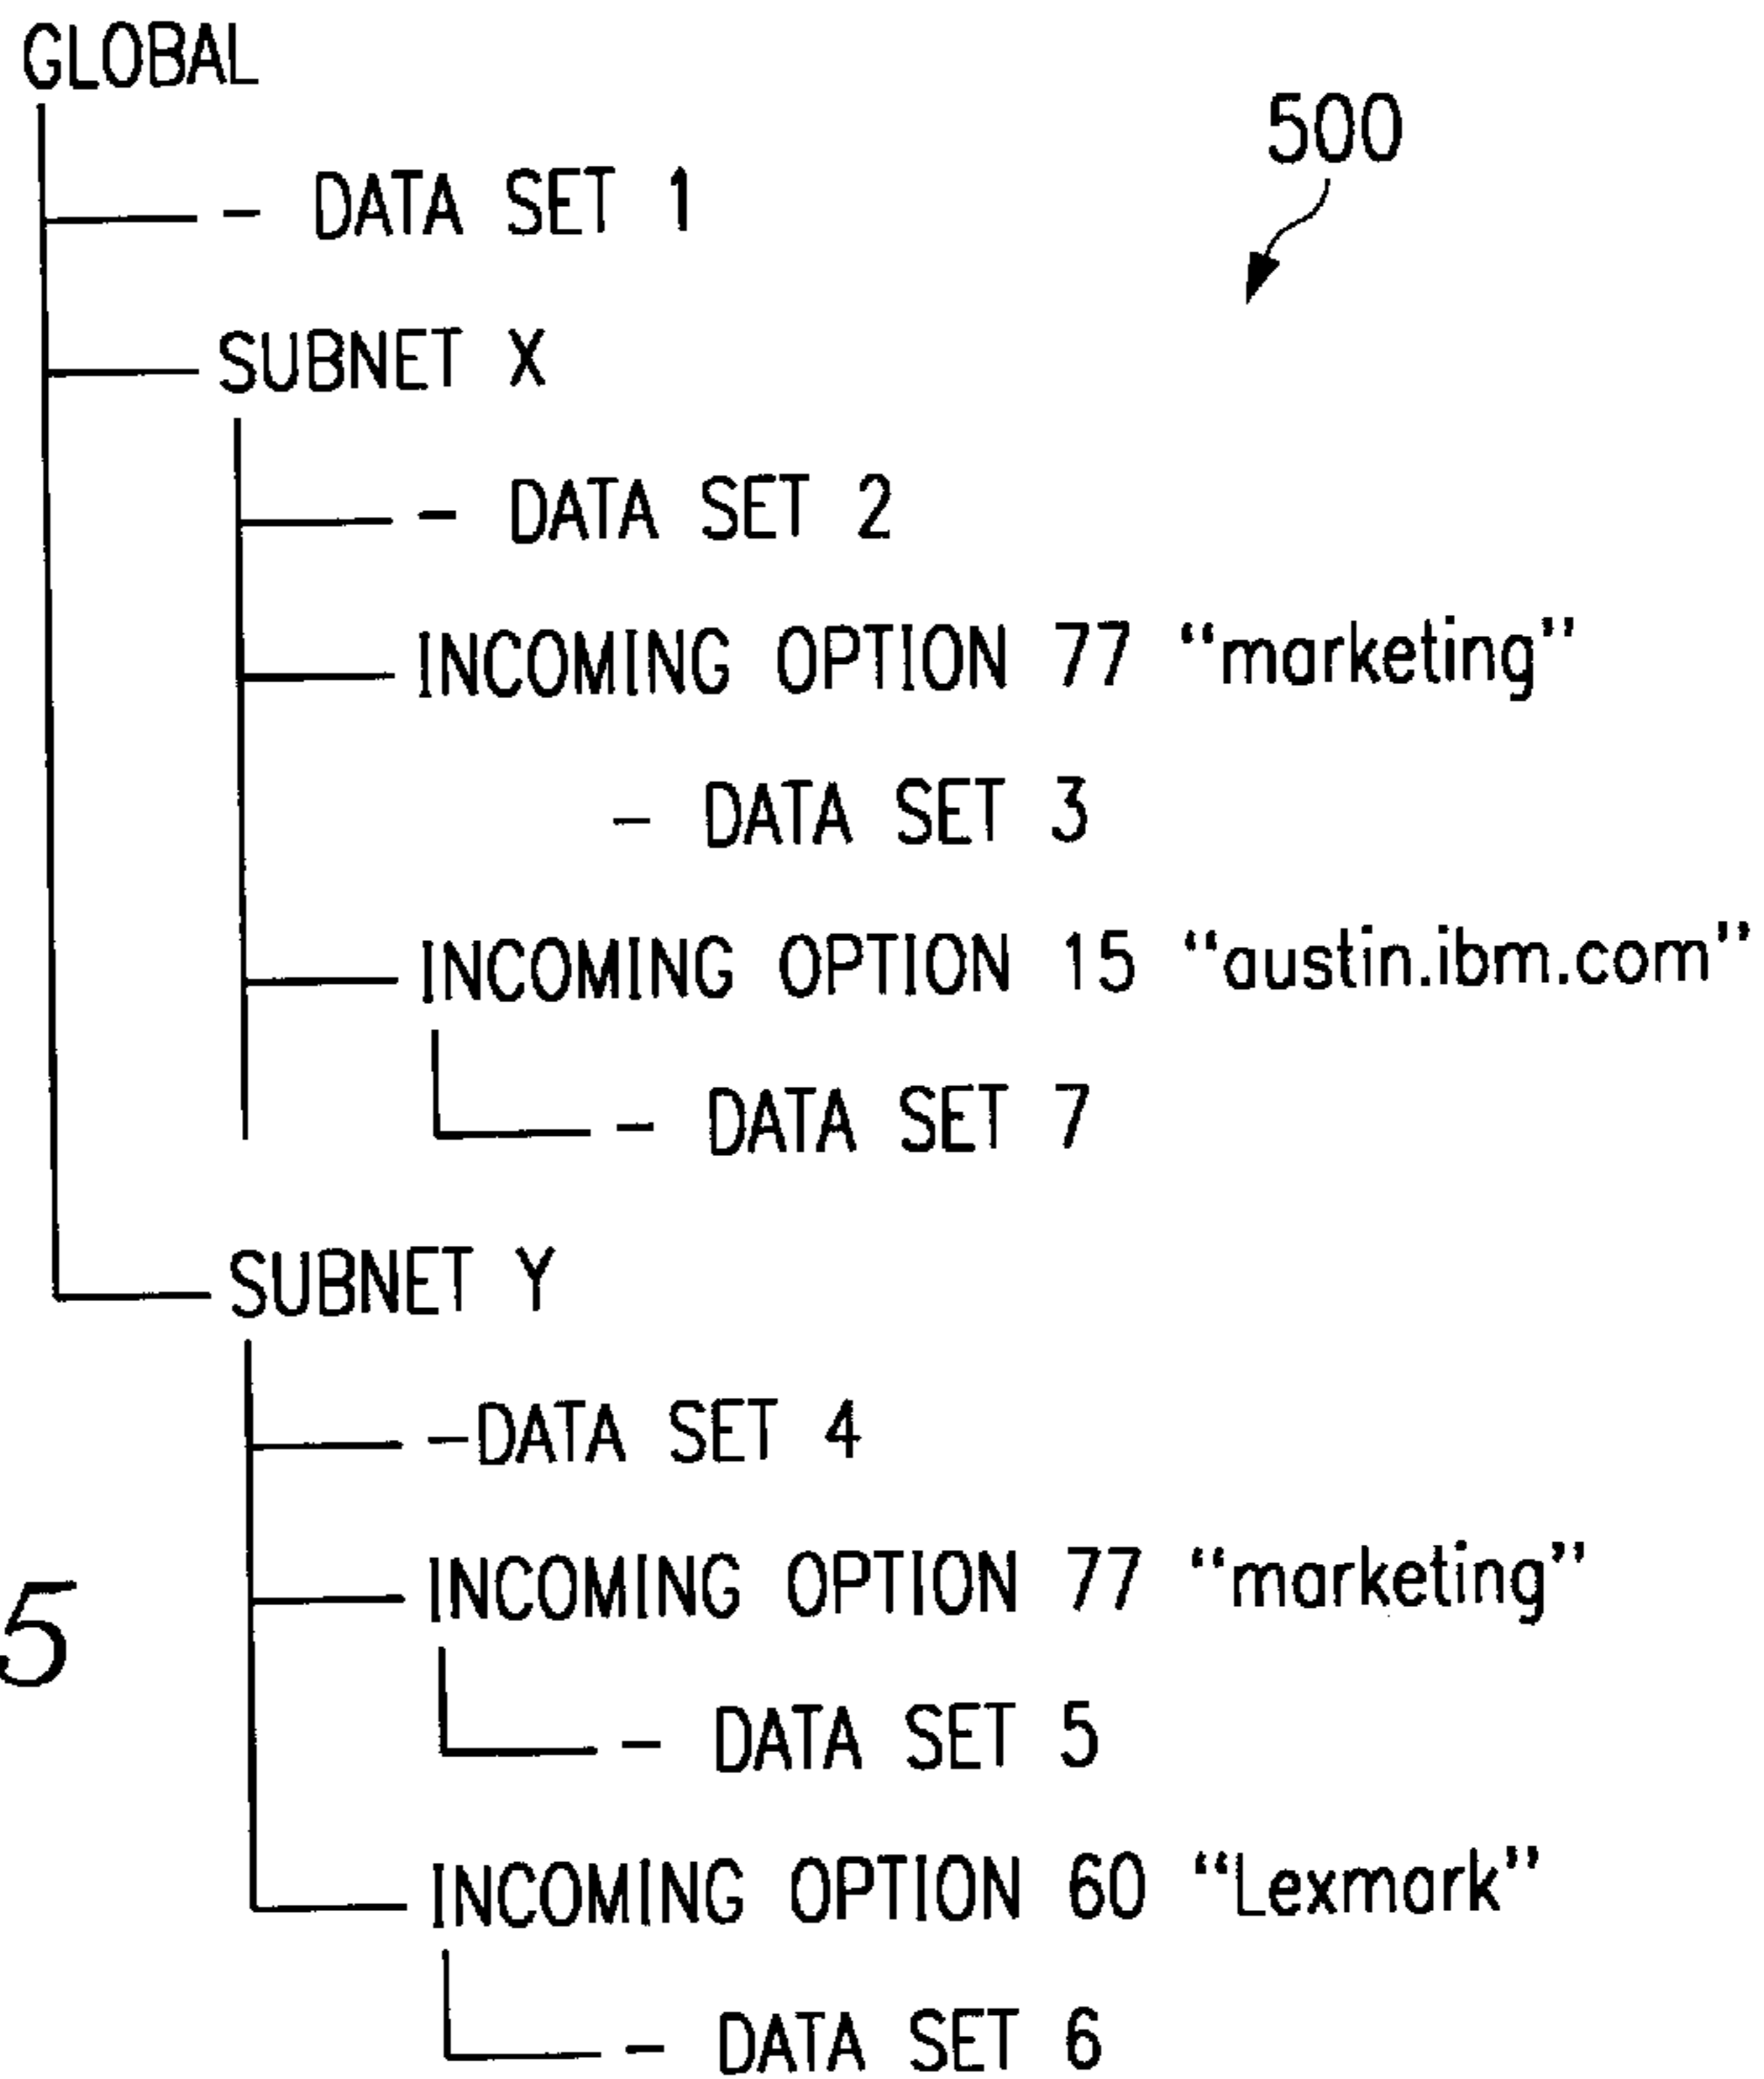 GLOBAL
500
- DATA SET 1
SUBNET X
- DATA SET 2
INCOMING OPTION 77 “marketing”
- DATA SET 3
INCOMING OPTION 15 “austin.ibm.com”
- DATA SET 7
SUBNET Y
-DATA SET 4
INCOMING OPTION 77 “marketing”
5
- DATA SET 5
INCOMING OPTION 60 “Lexmark”
- DATA SET 6